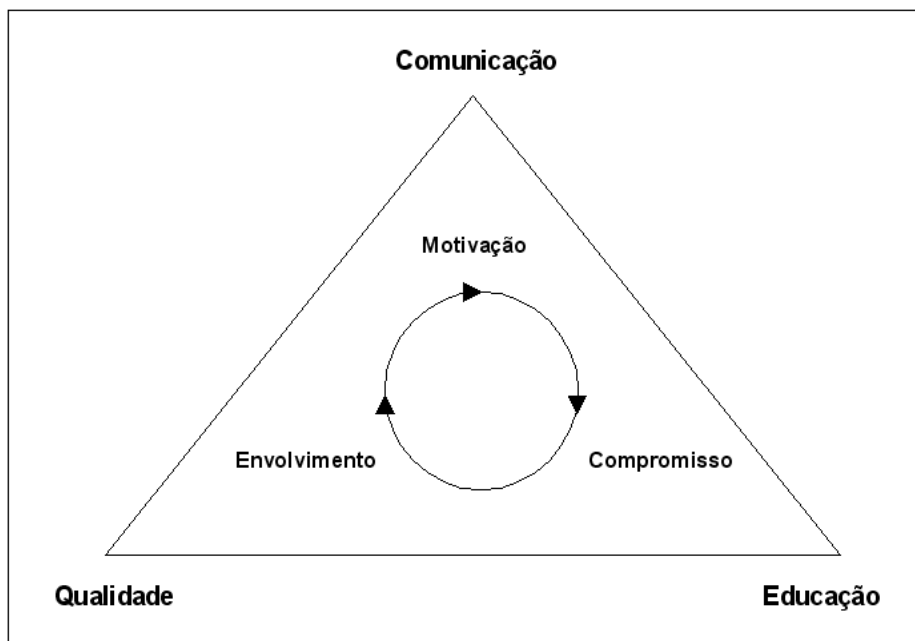 Comunicação
Motivação
Envolvimento
Compromisso
Qualidade
Educação